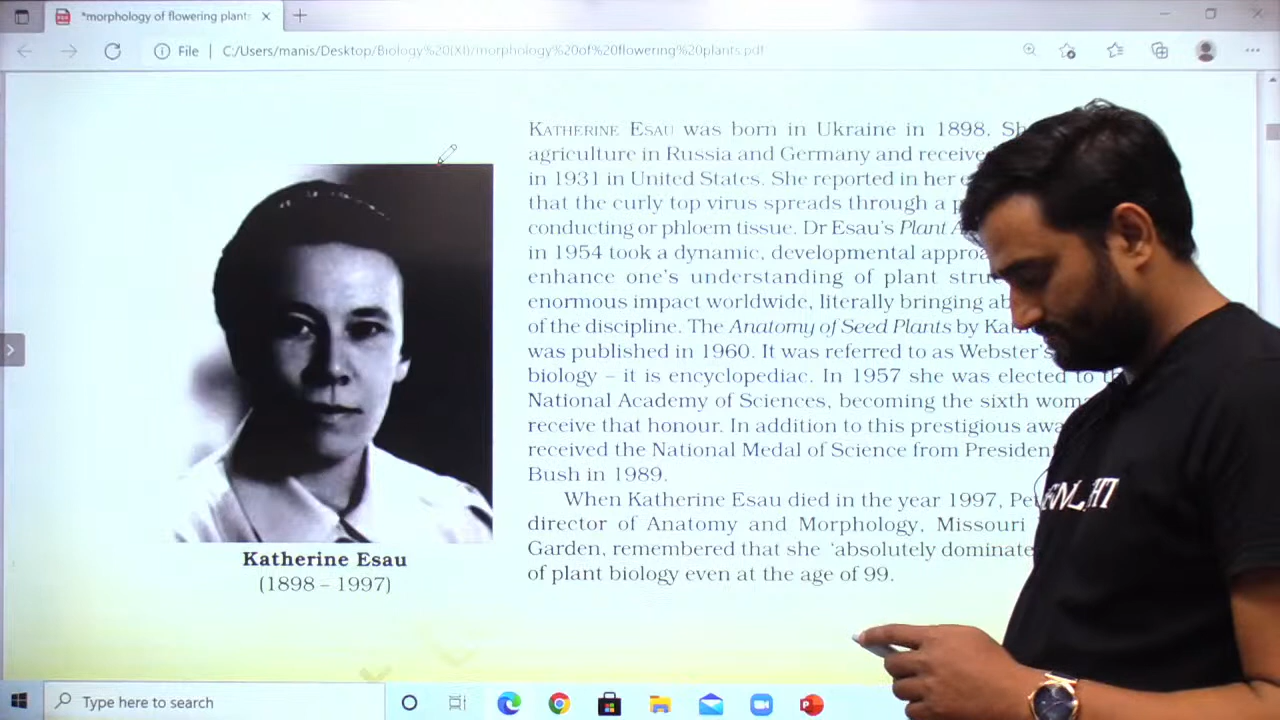 *morphology of flowering plants
File | C:/Users/manis/Desktop/Biology%20(XI)/morphology%20of%20flowering%20plants.pdf
KATHERINE ESAU was born in Ukraine in 1898.
agriculture in Russia and Germany and
in 1931 in United States. She reported in her
that the curly top virus spreads through a
conducting or phloem tissue. Dr Esau's Plant
in 1954 took a dynamic, developmental
enhance one's understanding of plant
enormous impact worldwide, literally bringing
of the discipline. The Anatomy of Seed Plants by
was published in 1960. It was referred to as Webster's
biology – it is encyclopediac. In 1957 she was elected to
National Academy of Sciences, becoming the sixth
receive that honour. In addition to this prestigious
received the National Medal of Science from
Bush in 1989.
When Katherine Esau died in the year 1997,
director of Anatomy and Morphology, Missouri
Garden, remembered that she 'absolutely
of plant biology even at the age of 99.
Katherine Esau
(1898 – 1997)
Type here to search